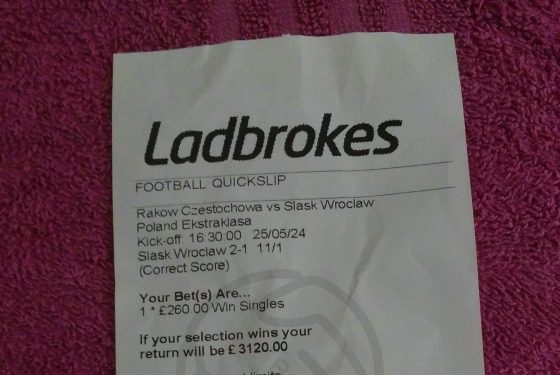 Ladbrokes
FOOTBALL QUICKSLIP
Rakow Czestochowa vs Slask Wroclaw
Poland Ekstraklasa
Kick-off: 16:30:00 25/05/24
Slask Wroclaw 2-1 11/1
(Correct Score)
Your Bet(s) Are...
1 * £260.00 Win Singles
If your selection wins your
return will be £3120.00